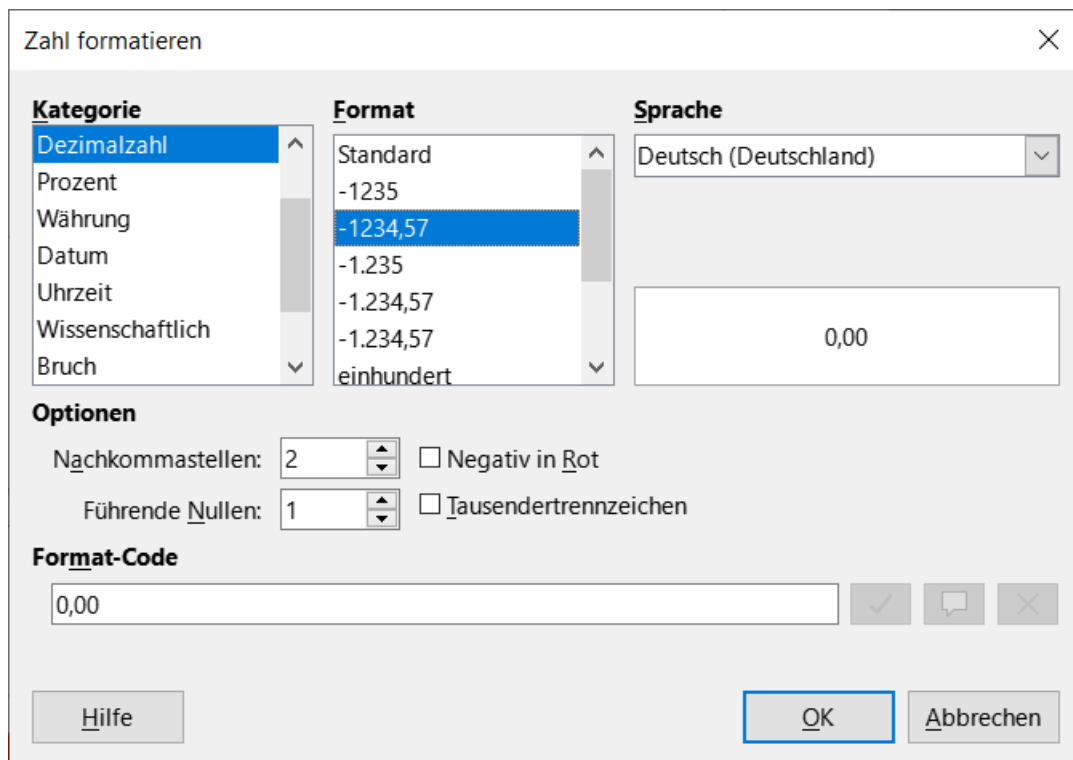 Zahl formatieren
Kategorie
Dezimalzahl
Prozent
Währung
Datum
Uhrzeit
Wissenschaftlich
Bruch
Format
Standard
-1235
-1234,57
-1.235
-1.234,57
-1.234,57
einhundert
Sprache
Deutsch (Deutschland)
0,00
Optionen
Nachkommastellen: 2
Negativ in Rot
Führende Nullen: 1
Tausendertrennzeichen
Format-Code
0,00
Hilfe
OK
Abbrechen